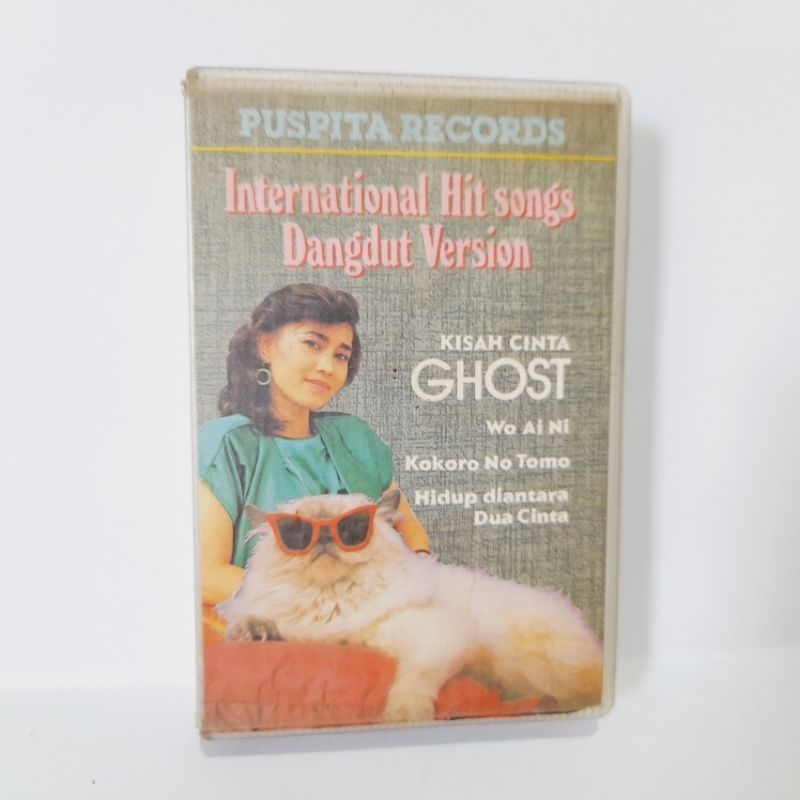 PUSPITA RECORDS
International Hit songs
Dangdut Version
KISAH CINTA
GHOST
Wo Ai Ni
Kokoro No Tomo
Hidup diantara
Dua Cinta